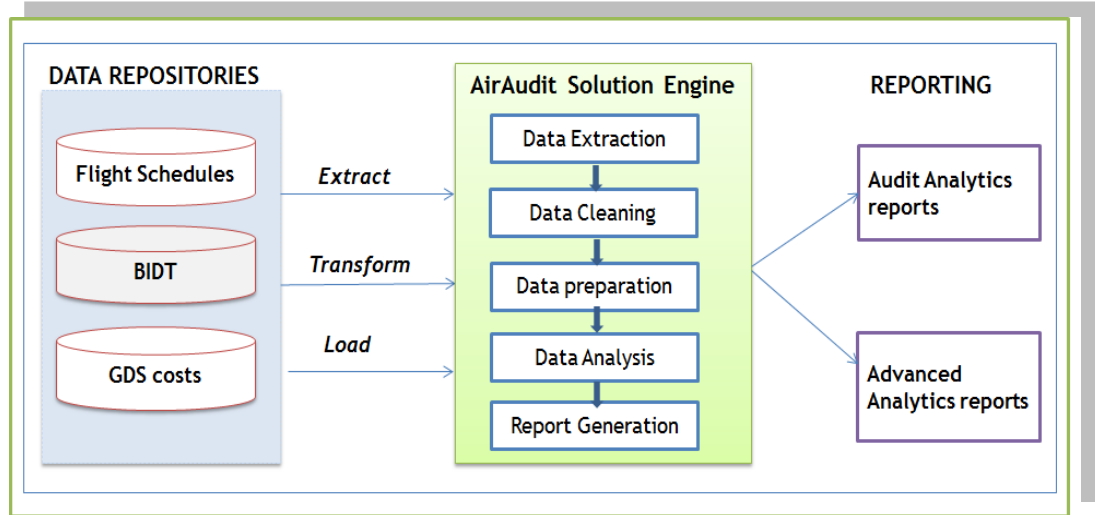 DATA REPOSITORIES
Flight Schedules
BIDT
GDS costs
Extract
Transform
Load
AirAudit Solution Engine
Data Extraction
Data Cleaning
Data preparation
Data Analysis
Report Generation
REPORTING
Audit Analytics
reports
Advanced
Analytics reports